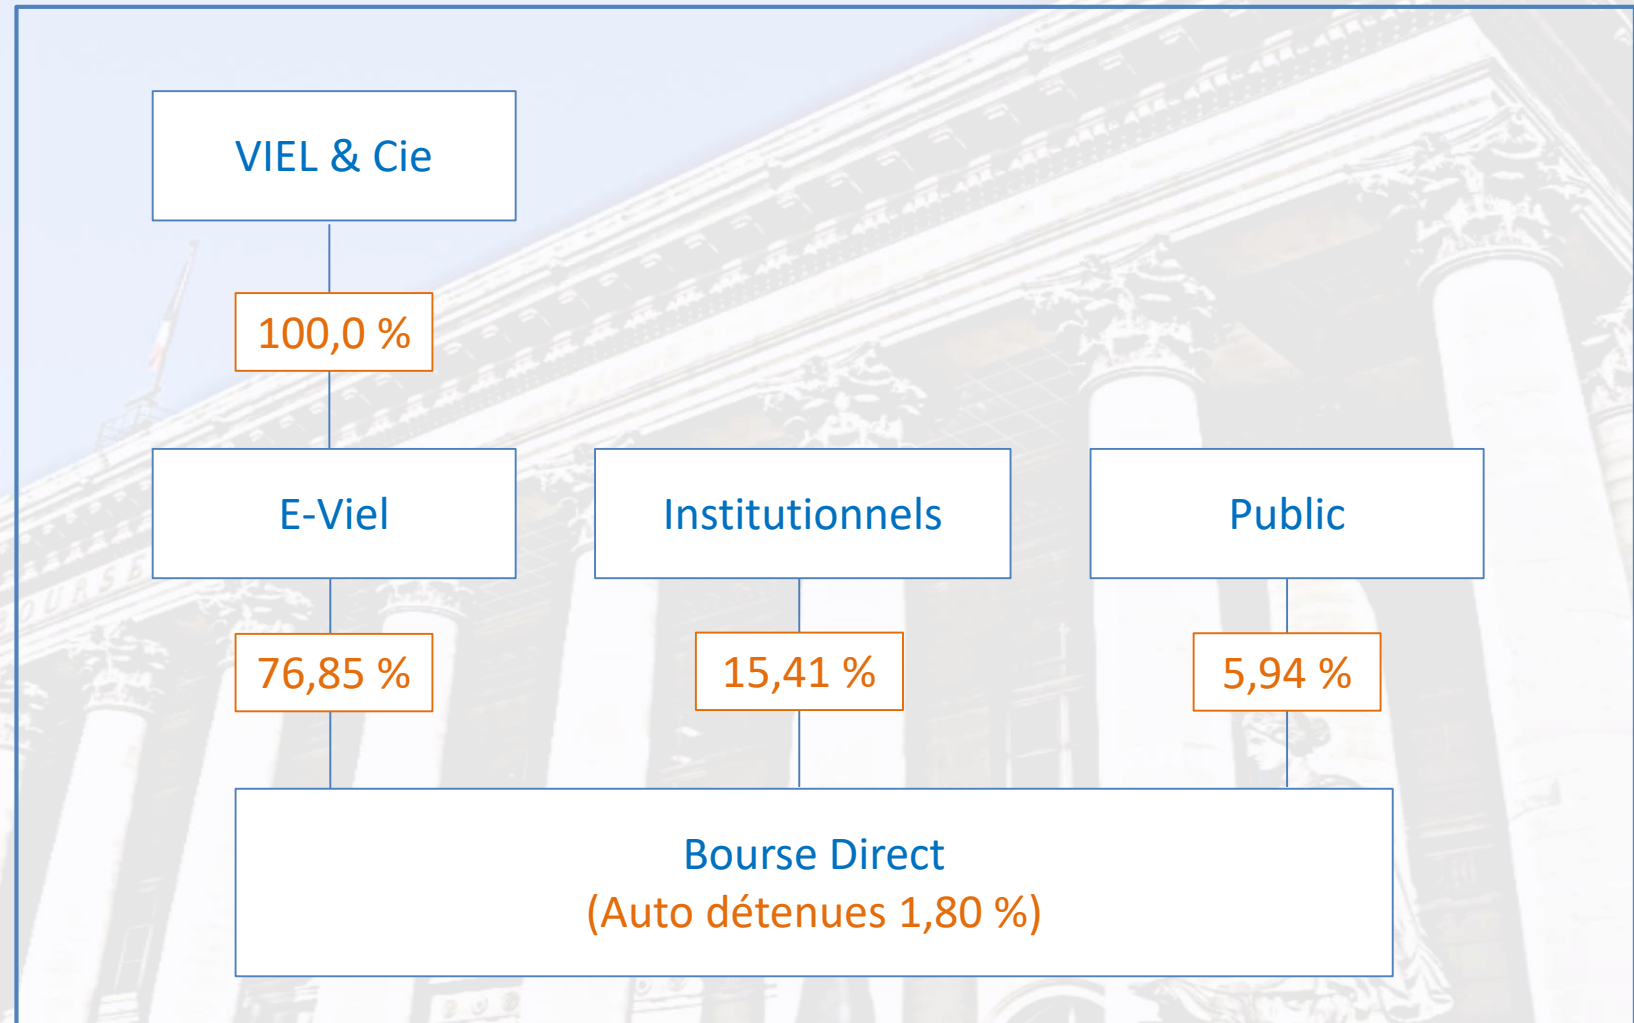 VIEL & Cie
100,0 %
E-Viel
Institutionnels
Public
76,85 %
15,41 %
5,94 %
BOURSE
Bourse Direct
(Auto détenues 1,80 %)